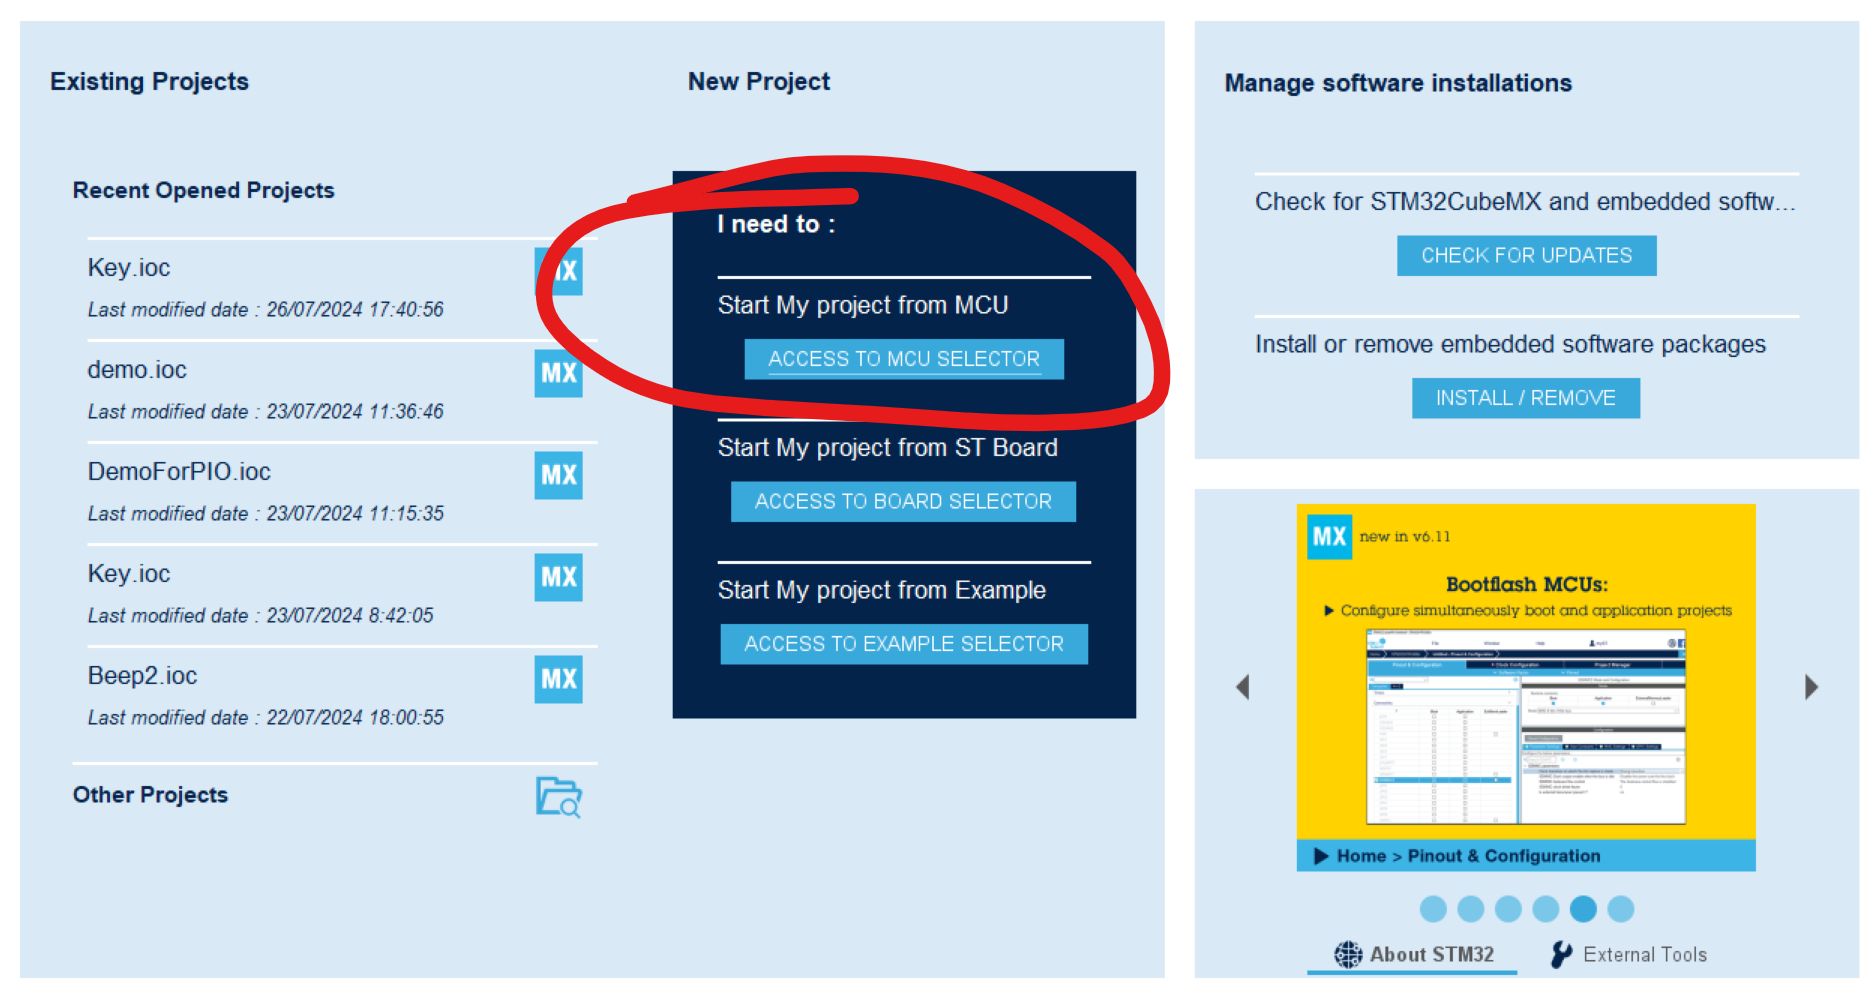 Existing Projects
Recent Opened Projects
Key.ioc
MX
Last modified date : 26/07/2024 17:40:56
demo.ioc
MX
Last modified date : 23/07/2024 11:36:46
DemoForPIO.ioc
MX
Last modified date : 23/07/2024 11:15:35
Key.ioc
MX
Last modified date : 23/07/2024 8:42:05
Beep2.ioc
MX
Last modified date : 22/07/2024 18:00:55
Other Projects
New Project
I need to :
Start My project from MCU
ACCESS TO MCU SELECTOR
Start My project from ST Board
ACCESS TO BOARD SELECTOR
Start My project from Example
ACCESS TO EXAMPLE SELECTOR
Manage software installations
Check for STM32CubeMX and embedded softw...
CHECK FOR UPDATES
Install or remove embedded software packages
INSTALL / REMOVE
MX new in v6.11
Bootflash MCUs:
Configure simultaneously boot and application projects
Home > Pinout & Configuration
About STM32
External Tools